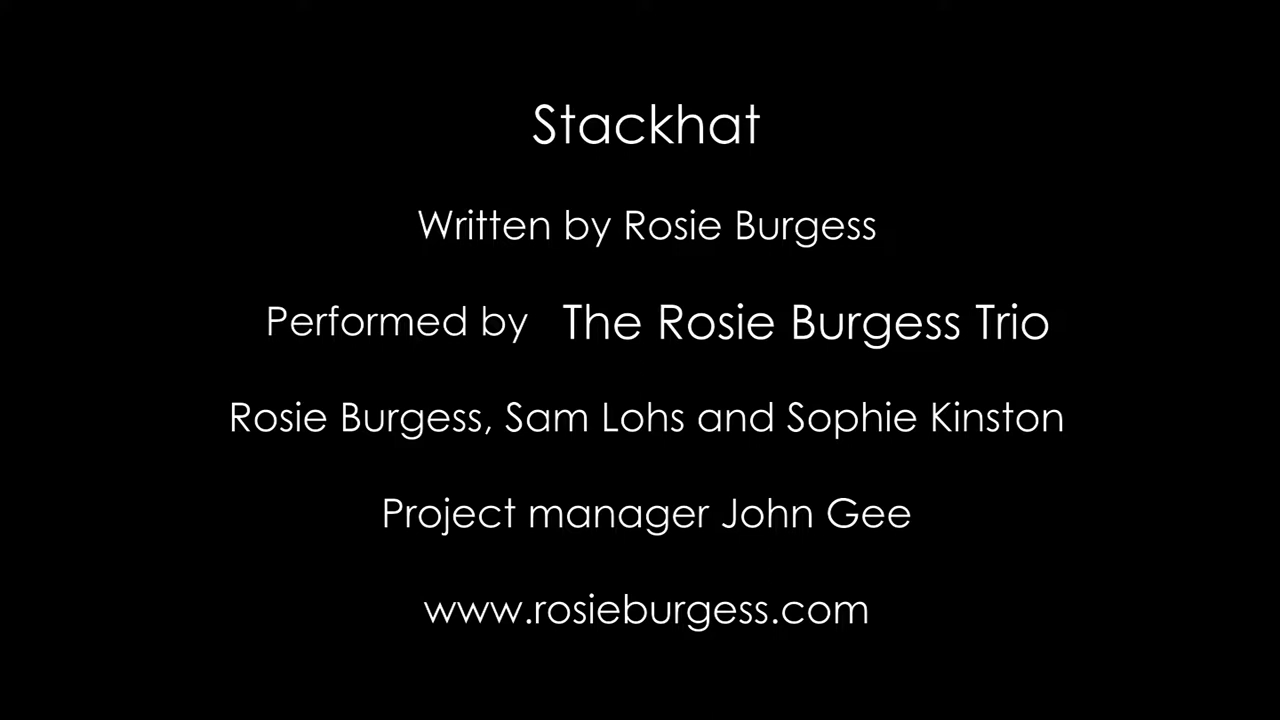 Stackhat
Written by Rosie Burgess
Performed by The Rosie Burgess Trio
Rosie Burgess, Sam Lohs and Sophie Kinston
Project manager John Gee
www.rosieburgess.com